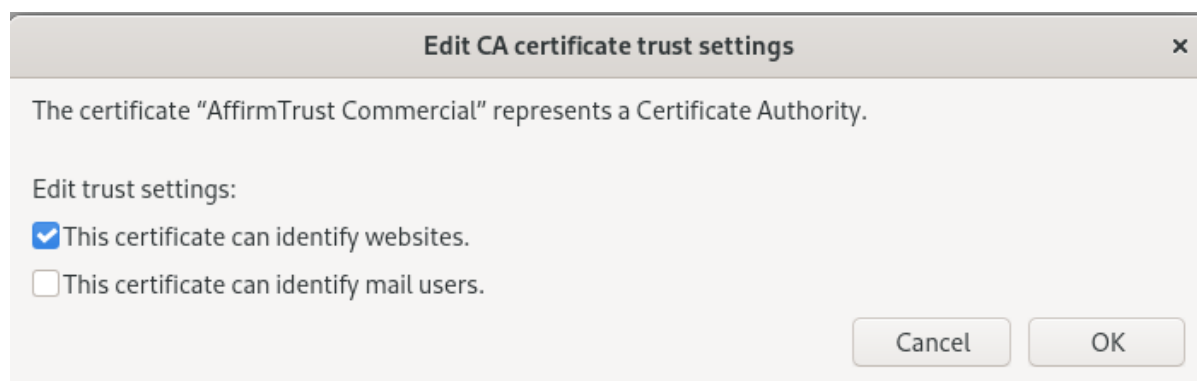 Edit CA certificate trust settings
The certificate “AffirmTrust Commercial” represents a Certificate Authority.
Edit trust settings:
This certificate can identify websites.
This certificate can identify mail users.
Cancel OK